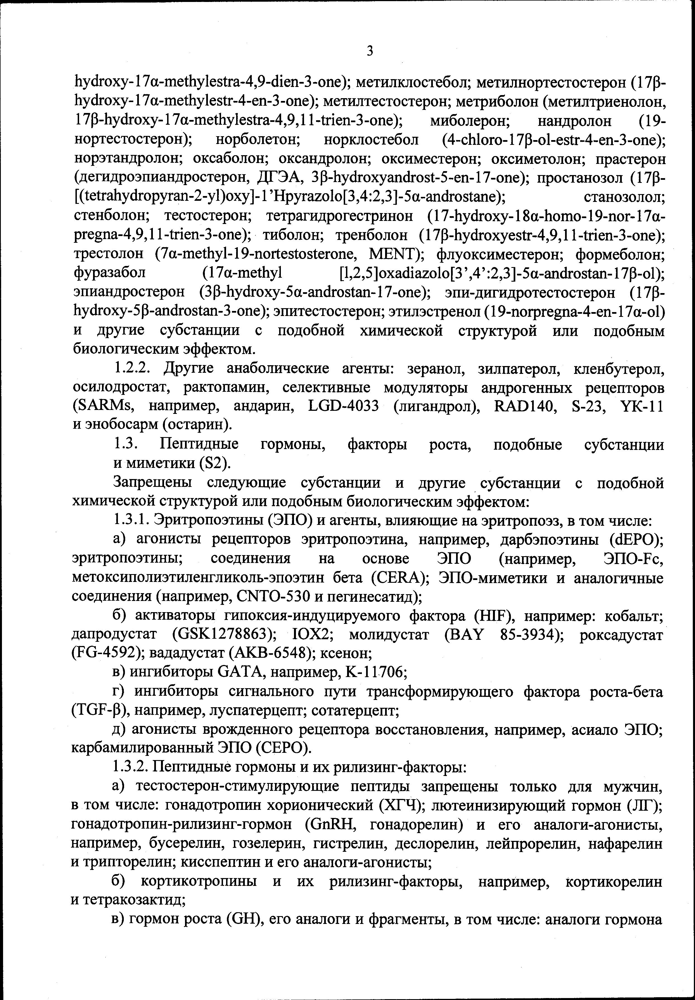 3
hydroxy-17α-methylestra-4,9-dien-3-one); метилклостебол; метилнортестостерон (17β-
hydroxy-17α-methylestr-4-en-3-one); метилтестостерон; метриболон (метилтриенолон,
17β-hydroxy-17α-methylestra-4,9,11-trien-3-one); миболерон; нандролон (19-
нортестостерон); норболетон; норклостебол (4-chloro-17β-ol-estr-4-en-3-one);
норэтандролон; оксаболон; оксандролон; оксиместерон; оксиметолон; прастерон
(дегидроэпиандростерон, ДГЭА, 3β-hydroxyandrost-5-en-17-one); простанозол (17β-
[(tetrahydropyran-2-yl)oxy]-1’Hpyrazolo[3,4:2,3]-5α-androstane); станозолол;
стенболон; тестостерон; тетрагидрогестринон (17-hydroxy-18α-homo-19-nor-17α-
pregna-4,9,11-trien-3-one); тиболон; тренболон (17β-hydroxyestr-4,9,11-trien-3-one);
трестолон (7α-methyl-19-nortestosterone, MENT); флуоксиместерон; формеболон;
фуразабол (17α-methyl [1,2,5]oxadiazolo[3’,4’:2,3]-5α-androstan-17β-ol);
эпиандростерон (3β-hydroxy-5α-androstan-17-one); эпи-дигидротестостерон (17β-
hydroxy-5β-androstan-3-one); эпитестостерон; этилэстренол (19-norpregna-4-en-17α-ol)
и другие субстанции с подобной химической структурой или подобным
биологическим эффектом.
1.2.2. Другие анаболические агенты: зеранол, зилпатерол, кленбутерол,
осилодростат, рактопамин, селективные модуляторы андрогенных рецепторов
(SARMs, например, андарин, LGD-4033 (лигандрол), RAD140, S-23, YK-11
и энобосарм (остарин).
1.3. Пептидные гормоны, факторы роста, подобные субстанции
и миметики (S2).
Запрещены следующие субстанции и другие субстанции с подобной
химической структурой или подобным биологическим эффектом:
1.3.1. Эритропоэтины (ЭПО) и агенты, влияющие на эритропоэз, в том числе:
а) агонисты рецепторов эритропоэтина, например, дарбэпоэтины (dEPO);
эритропоэтины; соединения на основе ЭПО (например, ЭПО-Fc,
метоксиполиэтиленгликоль-эпоэтин бета (CERA); ЭПО-миметики и аналогичные
соединения (например, CNTO-530 и пегинесатид);
б) активаторы гипоксия-индуцируемого фактора (HIF), например: кобальт;
дапродустат (GSK1278863); IOX2; молидустат (BAY 85-3934); роксадустат
(FG-4592); вададустат (AKB-6548); ксенон;
в) ингибиторы GATA, например, K-11706;
г) ингибиторы сигнального пути трансформирующего фактора роста-бета
(TGF-β), например, луспатерцепт; сотатерцепт;
д) агонисты врожденного рецептора восстановления, например, асиало ЭПО;
карбамилированный ЭПО (CEPO).
1.3.2. Пептидные гормоны и их рилизинг-факторы:
а) тестостерон-стимулирующие пептиды запрещены только для мужчин,
в том числе: гонадотропин хорионический (ХГЧ); лютеинизирующий гормон (ЛГ);
гонадотропин-рилизинг-гормон (GnRH, гонадорелин) и его аналоги-агонисты,
например, бусерелин, гозелерин, гистрелин, деслорелин, лейпрорелин, нафарелин
и трипторелин; кисспептин и его аналоги-агонисты;
б) кортикотропины и их рилизинг-факторы, например, кортикорелин
и тетракозактид;
в) гормон роста (GH), его аналоги и фрагменты, в том числе: аналоги гормона